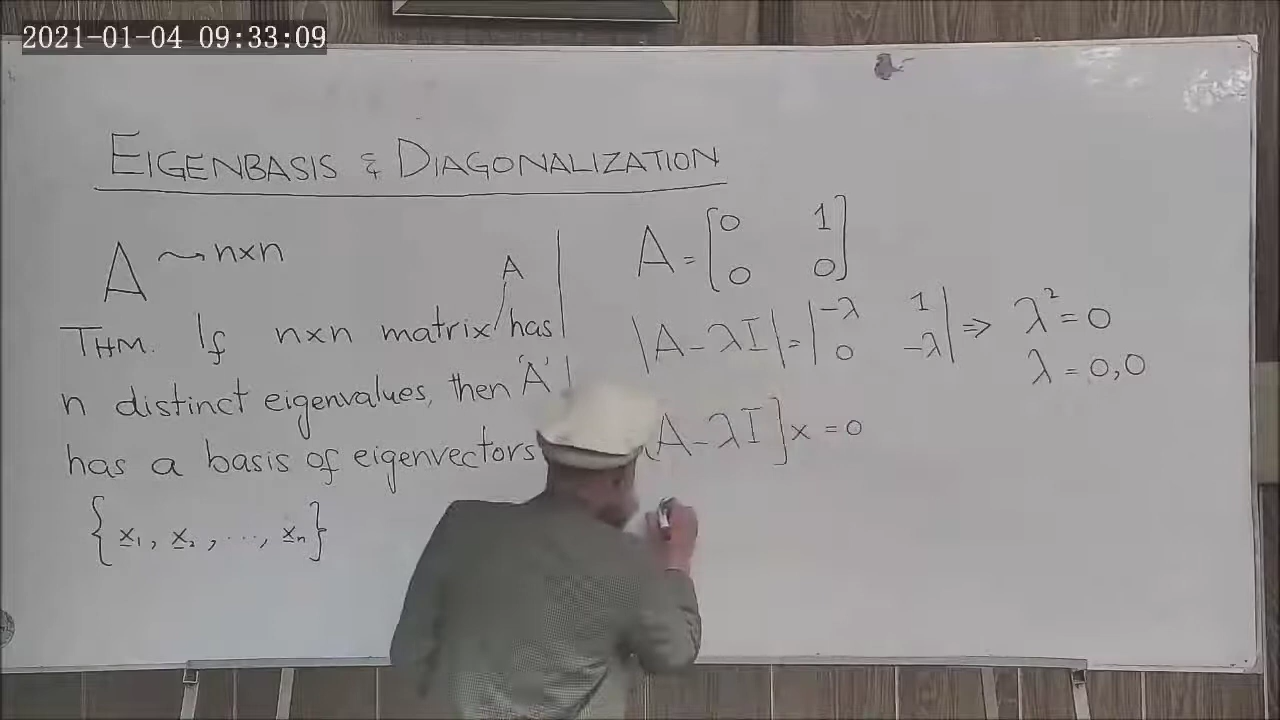 2021-01-04 09:33:09
EIGENBASIS & DIAGONALIZATION
A ⤳ n×n
A
THM. If n×n matrix has
n distinct eigenvalues, then 'A'
has a basis of eigenvectors
{x₁, x₂, ..., xₙ}
A = [0 1
0 0]
|A - λI| = |-λ 1
0 -λ| ⇒ λ² = 0
λ = 0,0
[A - λI]x = 0